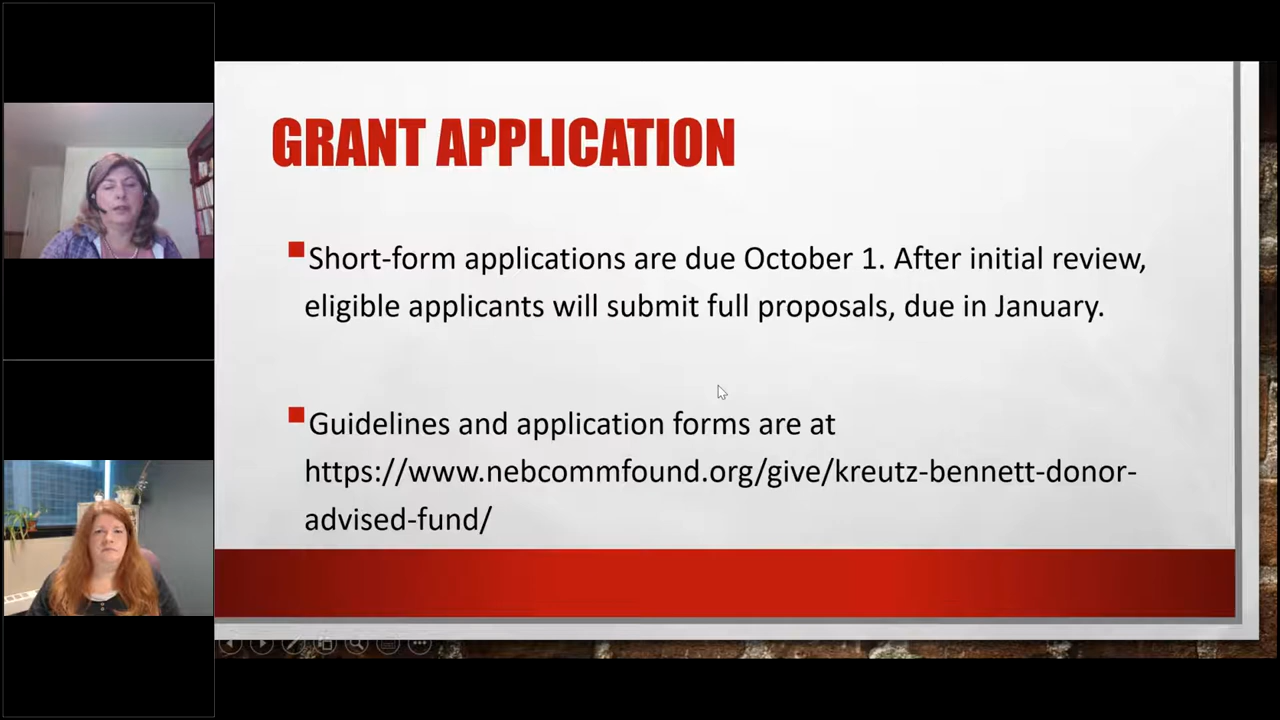 GRANT APPLICATION
Short-form applications are due October 1. After initial review,
eligible applicants will submit full proposals, due in January.
Guidelines and application forms are at
https://www.nebcommfound.org/give/kreutz-bennett-donor-
advised-fund/